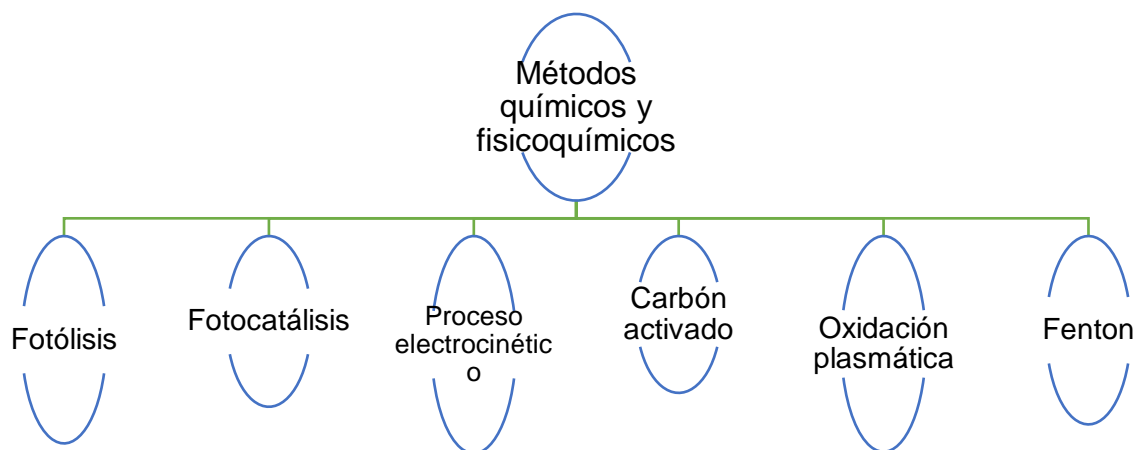 Métodos
químicos y
fisicoquímicos
Fotólisis
Fotocatálisis
Proceso
electrocinétic
o
Carbón
activado
Oxidación
plasmática
Fenton